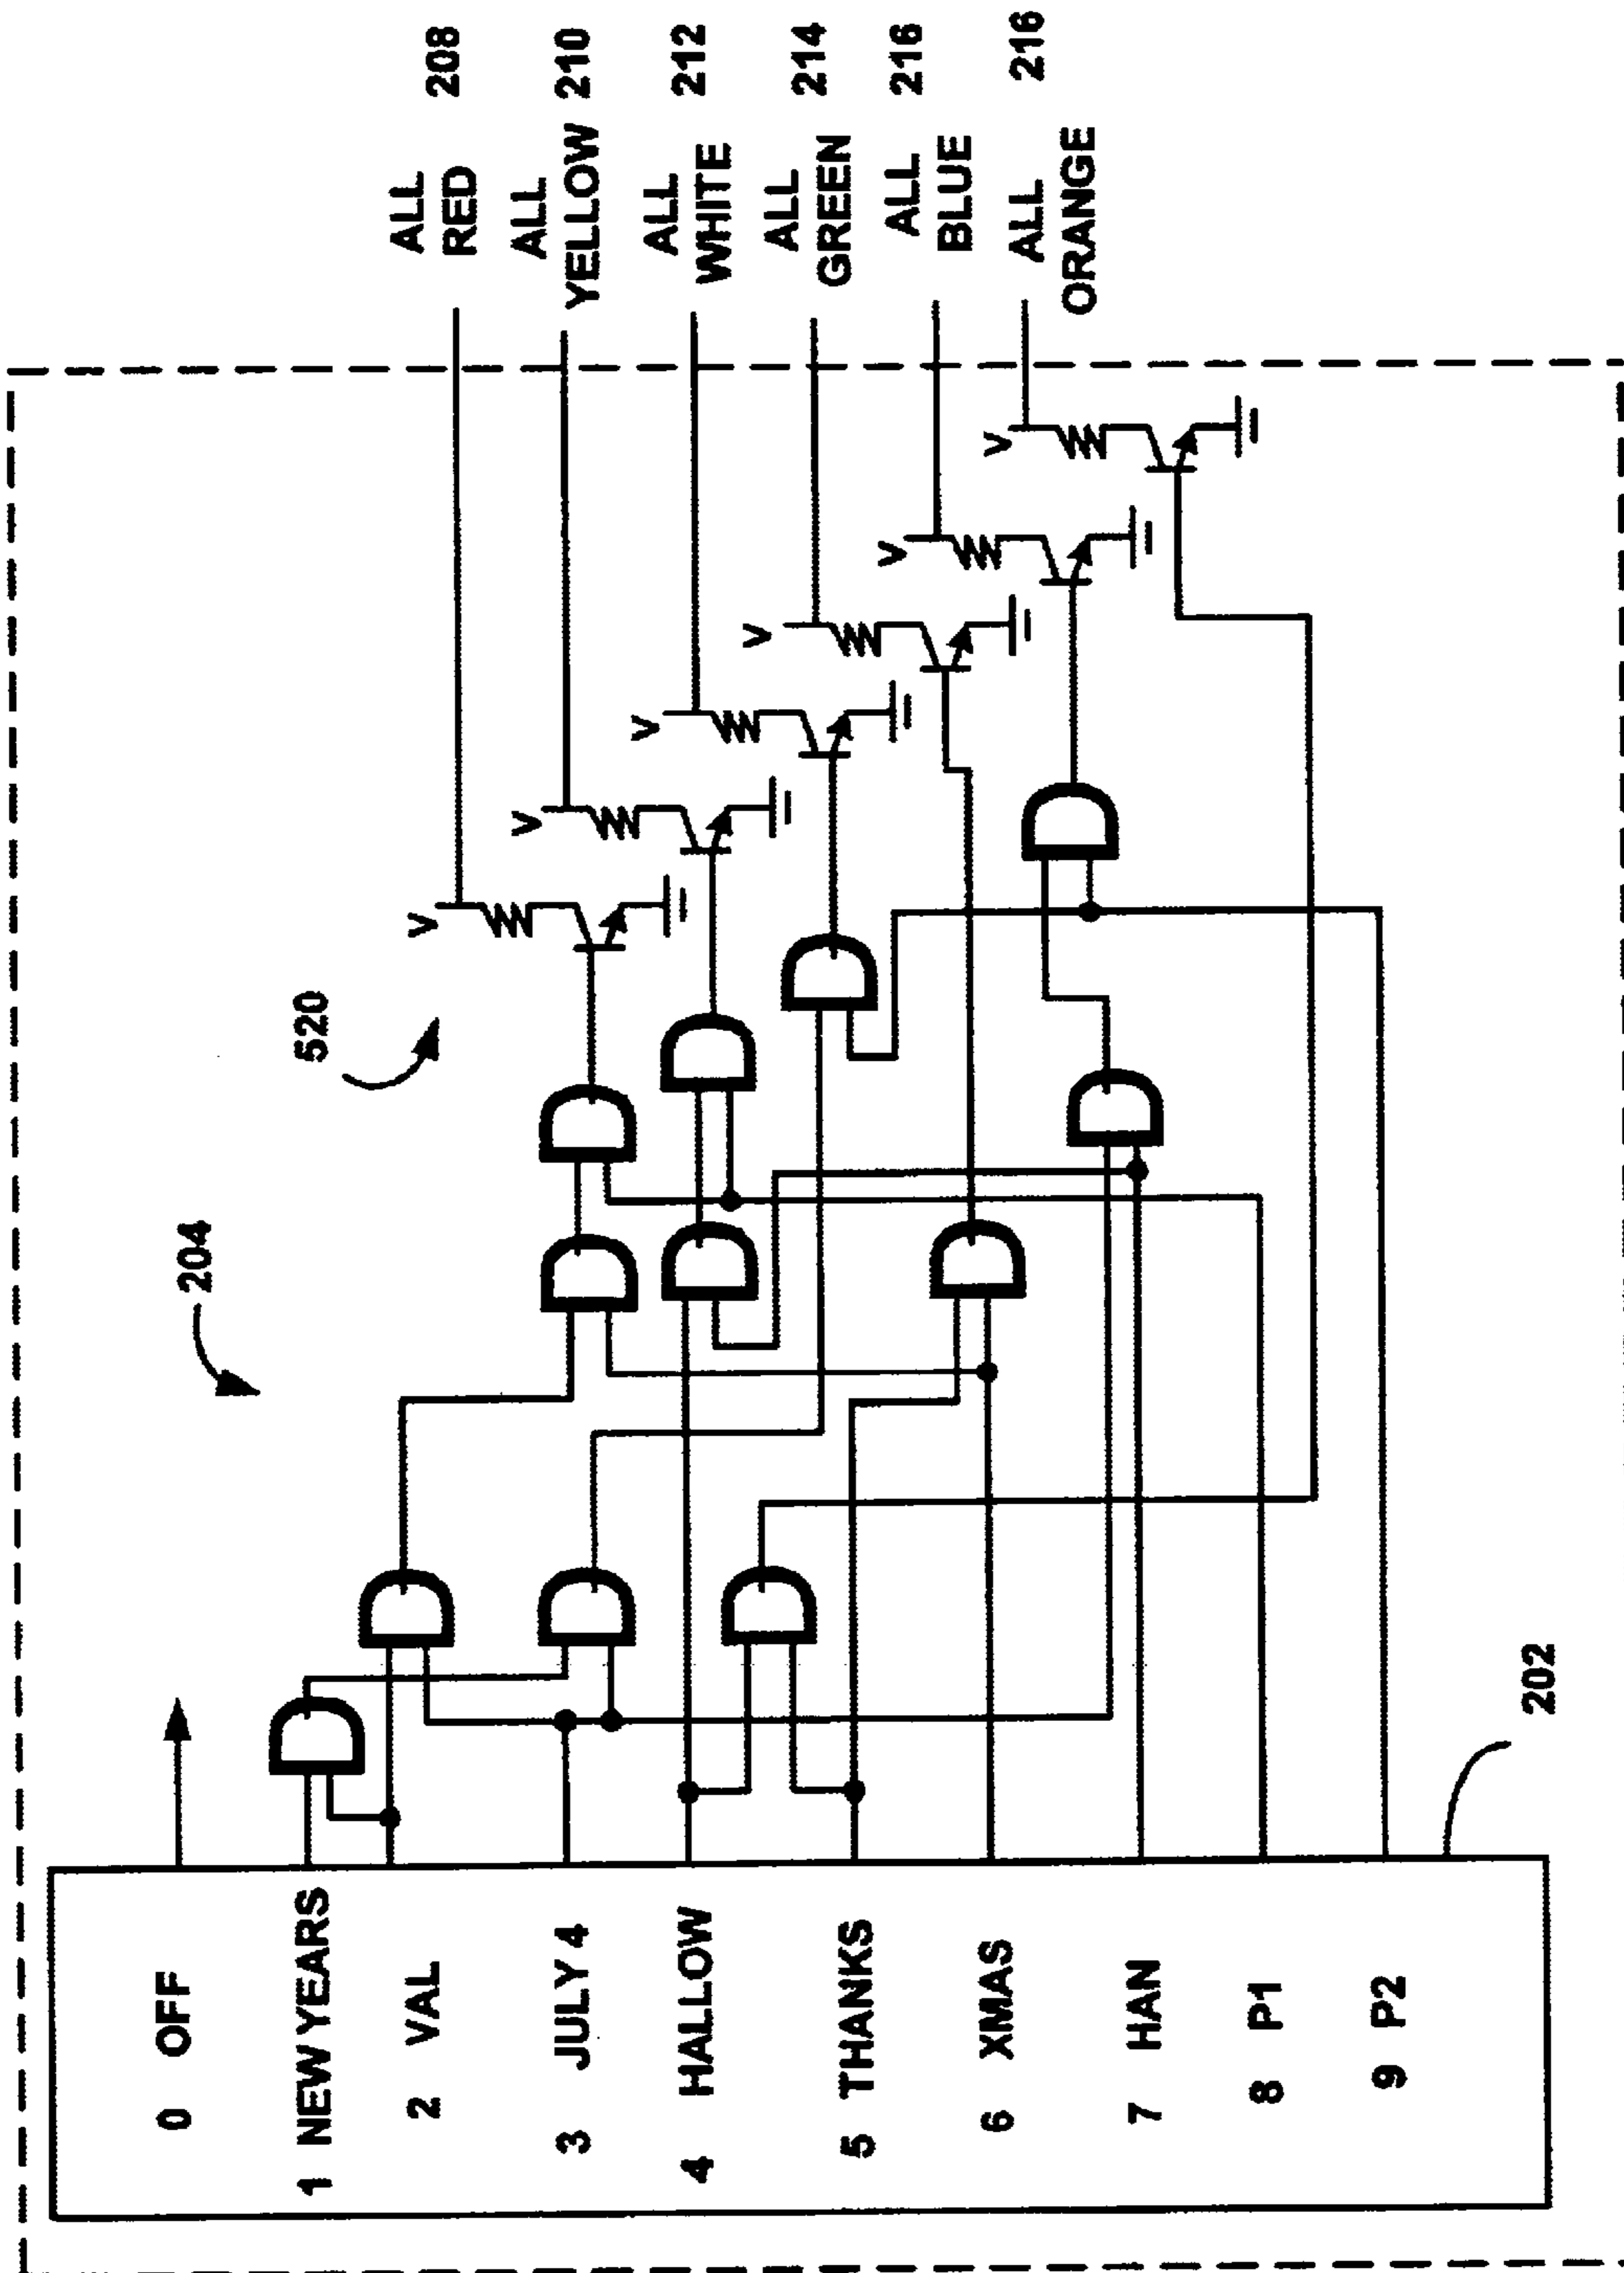 0 OFF
1 NEW YEARS
2 VAL
3 JULY 4
4 HALLOW
5 THANKS
6 XMAS
7 HAN
8 P1
9 P2
202
204
520
V
V
V
V
V
V
ALL
RED 208
ALL
YELLOW 210
ALL
WHITE 212
ALL
GREEN 214
ALL
BLUE 216
ALL
ORANGE 216